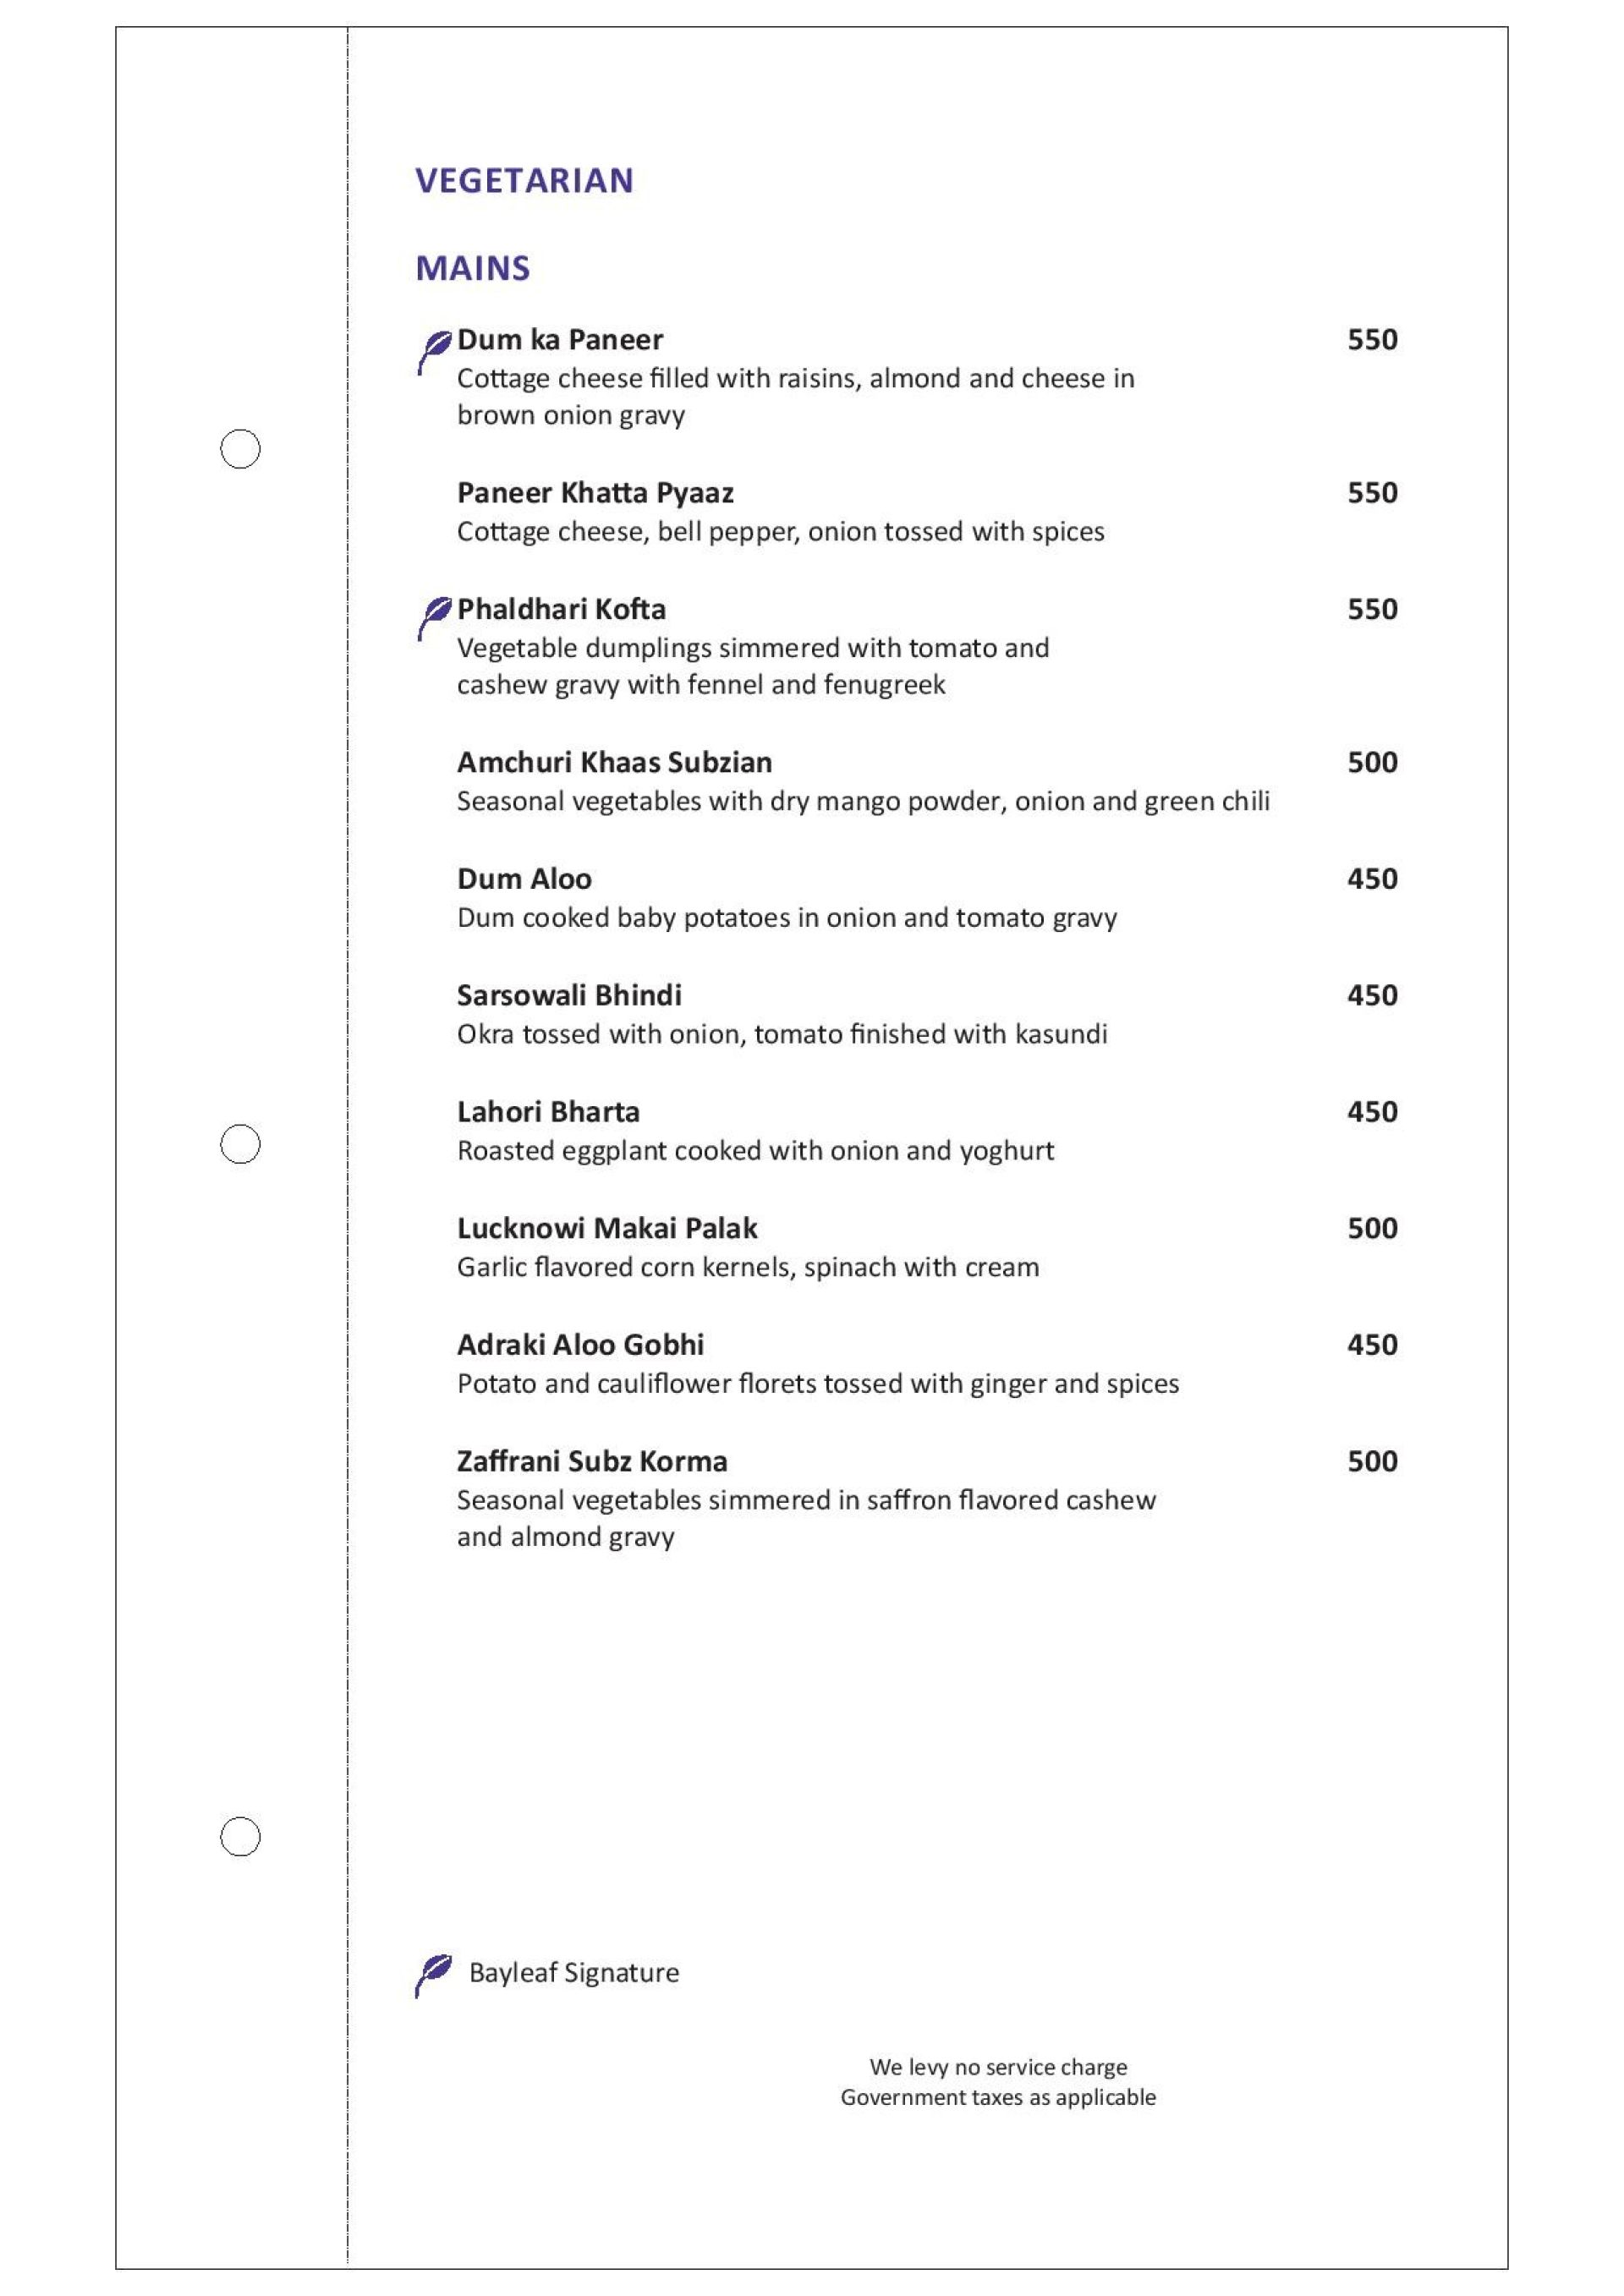 VEGETARIAN
MAINS
Dum ka Paneer 550
Cottage cheese filled with raisins, almond and cheese in
brown onion gravy
Paneer Khatta Pyaaz 550
Cottage cheese, bell pepper, onion tossed with spices
Phaldhari Kofta 550
Vegetable dumplings simmered with tomato and
cashew gravy with fennel and fenugreek
Amchuri Khaas Subzian 500
Seasonal vegetables with dry mango powder, onion and green chili
Dum Aloo 450
Dum cooked baby potatoes in onion and tomato gravy
Sarsowali Bhindi 450
Okra tossed with onion, tomato finished with kasundi
Lahori Bharta 450
Roasted eggplant cooked with onion and yoghurt
Lucknowi Makai Palak 500
Garlic flavored corn kernels, spinach with cream
Adraki Aloo Gobhi 450
Potato and cauliflower florets tossed with ginger and spices
Zaffrani Subz Korma 500
Seasonal vegetables simmered in saffron flavored cashew
and almond gravy
Bayleaf Signature
We levy no service charge
Government taxes as applicable